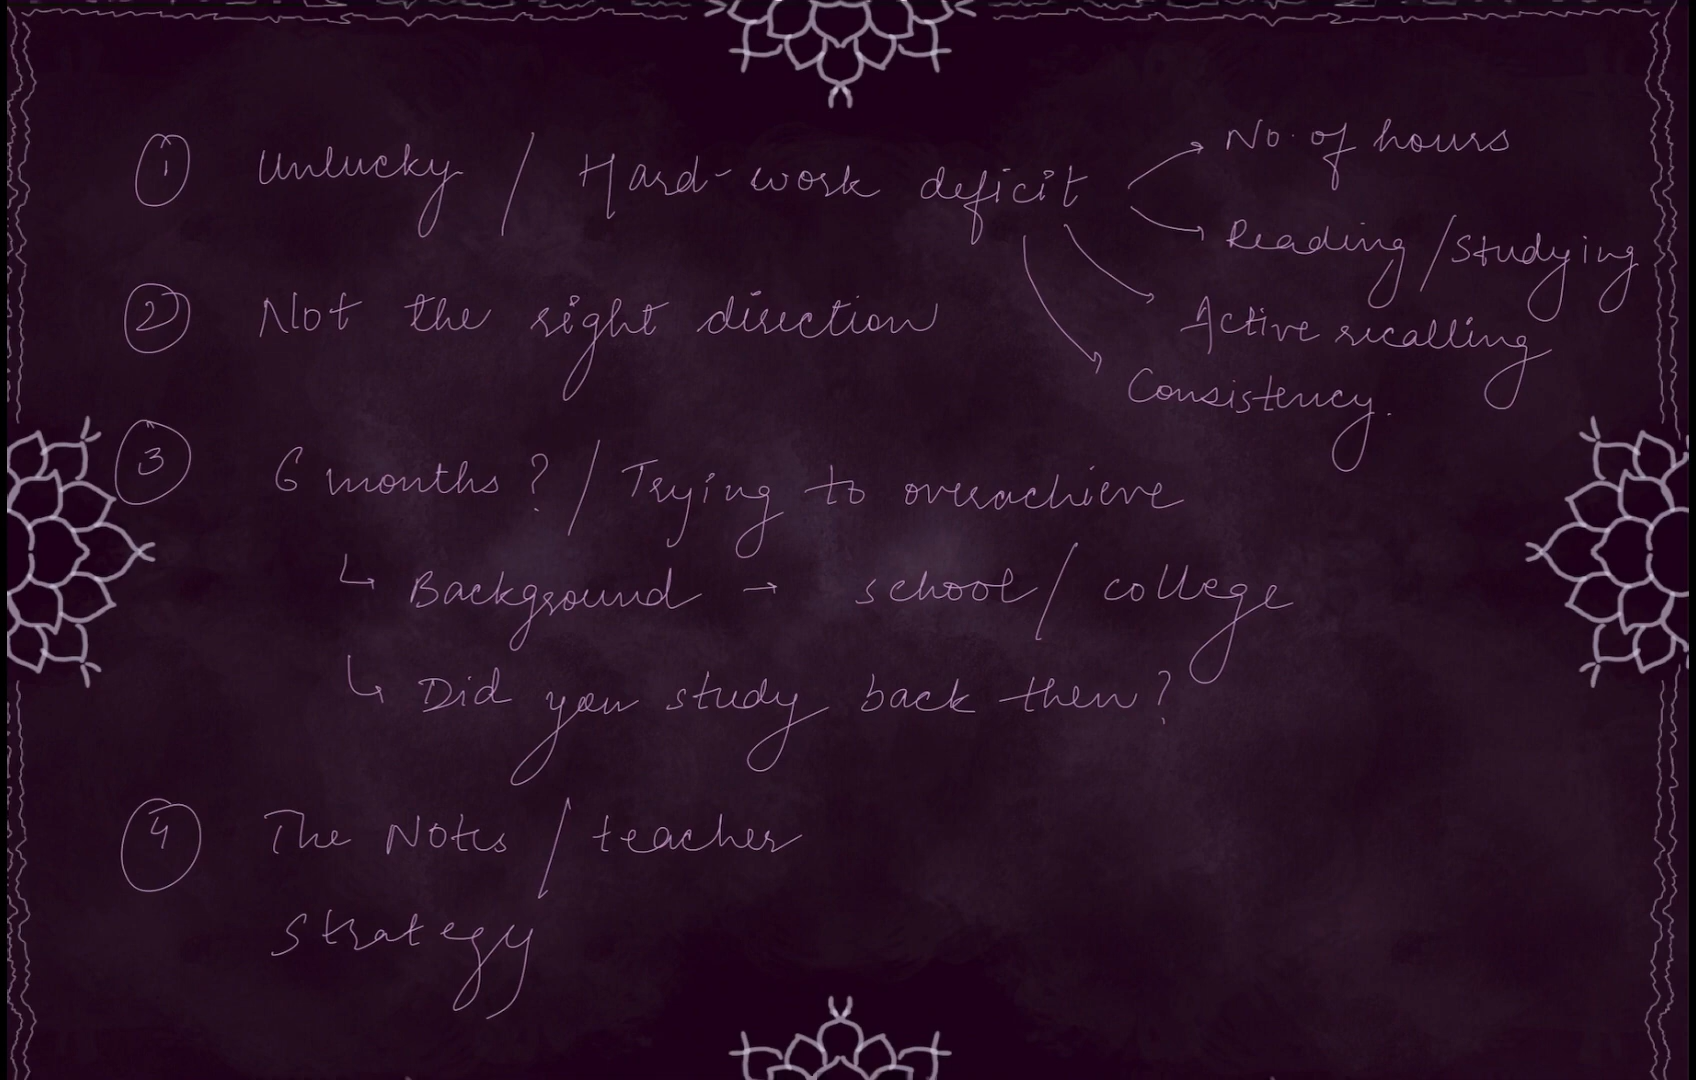 ① Unlucky / Hard-work deficit
No. of hours
Reading / Studying
Active recalling
Consistency.
② Not the right direction
③ 6 months ? / Trying to overachieve
↳ Background → school / college
↳ Did you study back then?
④ The Notes / teacher
strategy